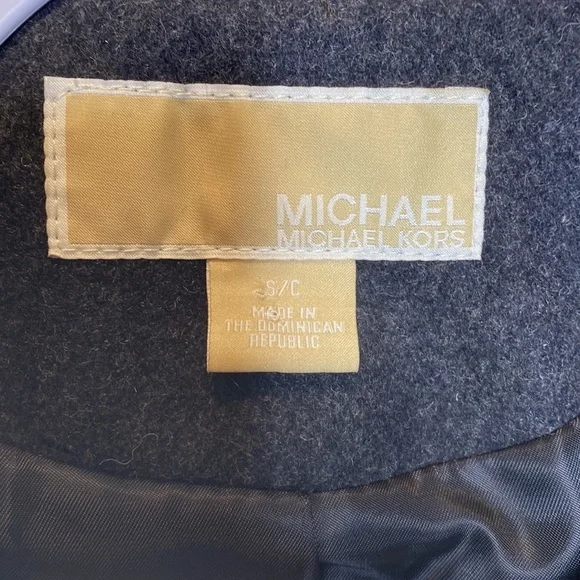 MICHAEL
MICHAEL KORS
S/C
MADE IN
THE DOMINICAN
REPUBLIC